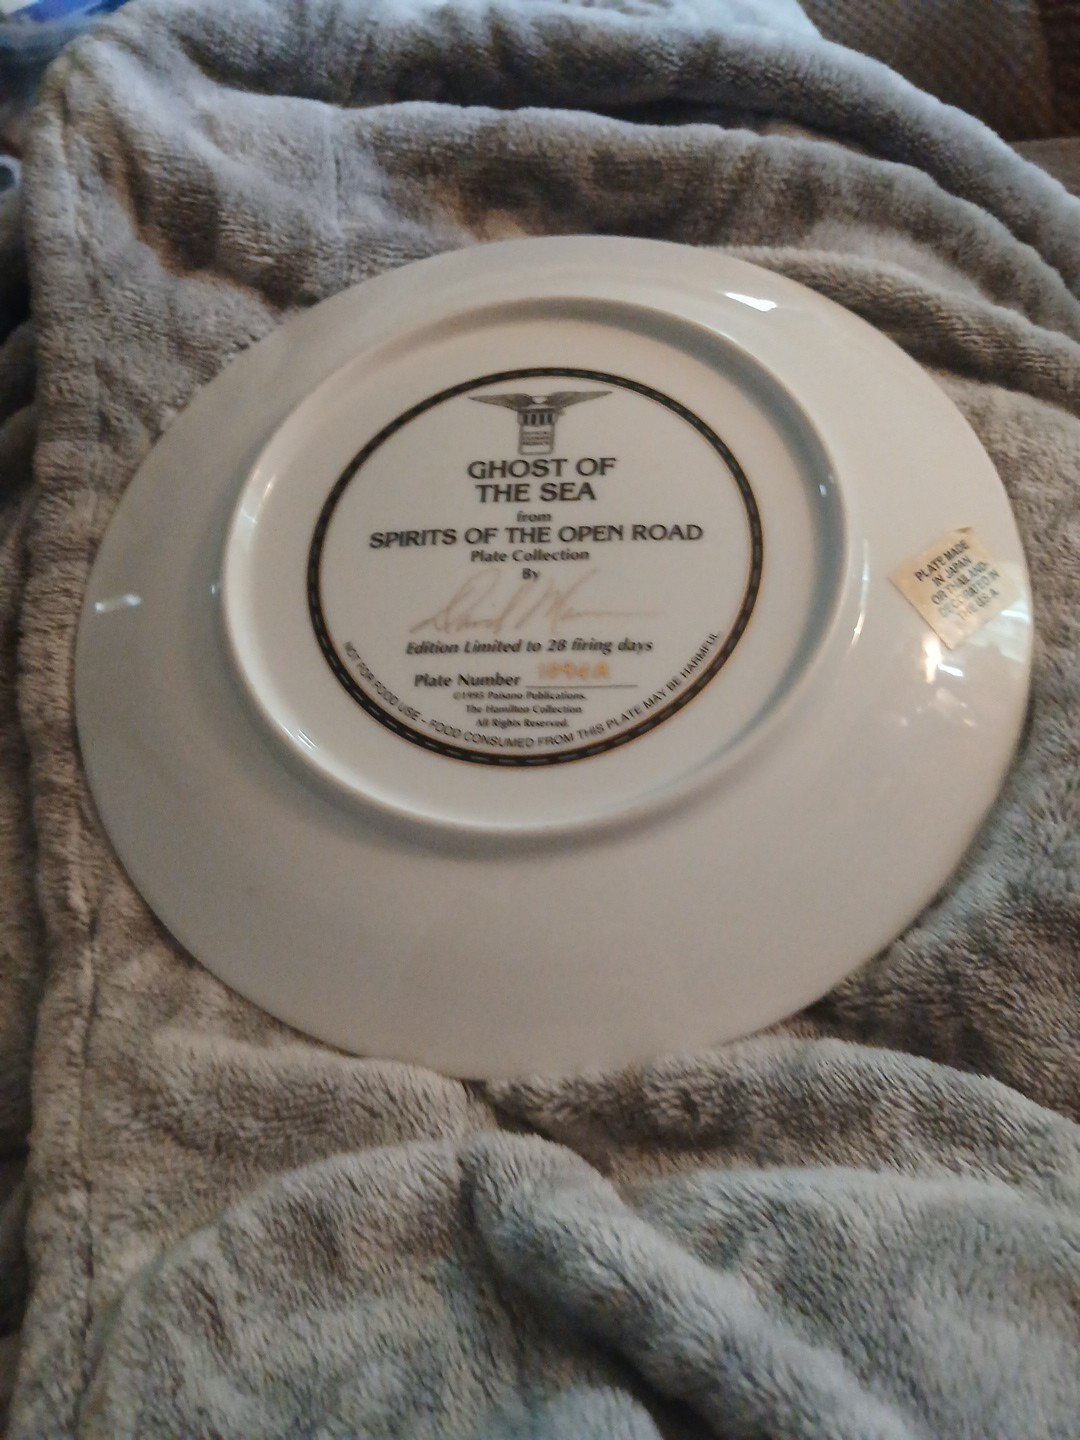 GHOST OF
THE SEA
from
SPIRITS OF THE OPEN ROAD
Plate Collection
By
Edition Limited to 28 firing days
Plate Number
©1995 Paisano Publications.
The Hamilton Collection
All Rights Reserved.
NOT FOR FOOD USE - FOOD CONSUMED FROM THIS PLATE MAY BE HARMFUL
PLATE MADE
IN JAPAN
OR THAILAND-
DECORATED IN
THE U.S.A.